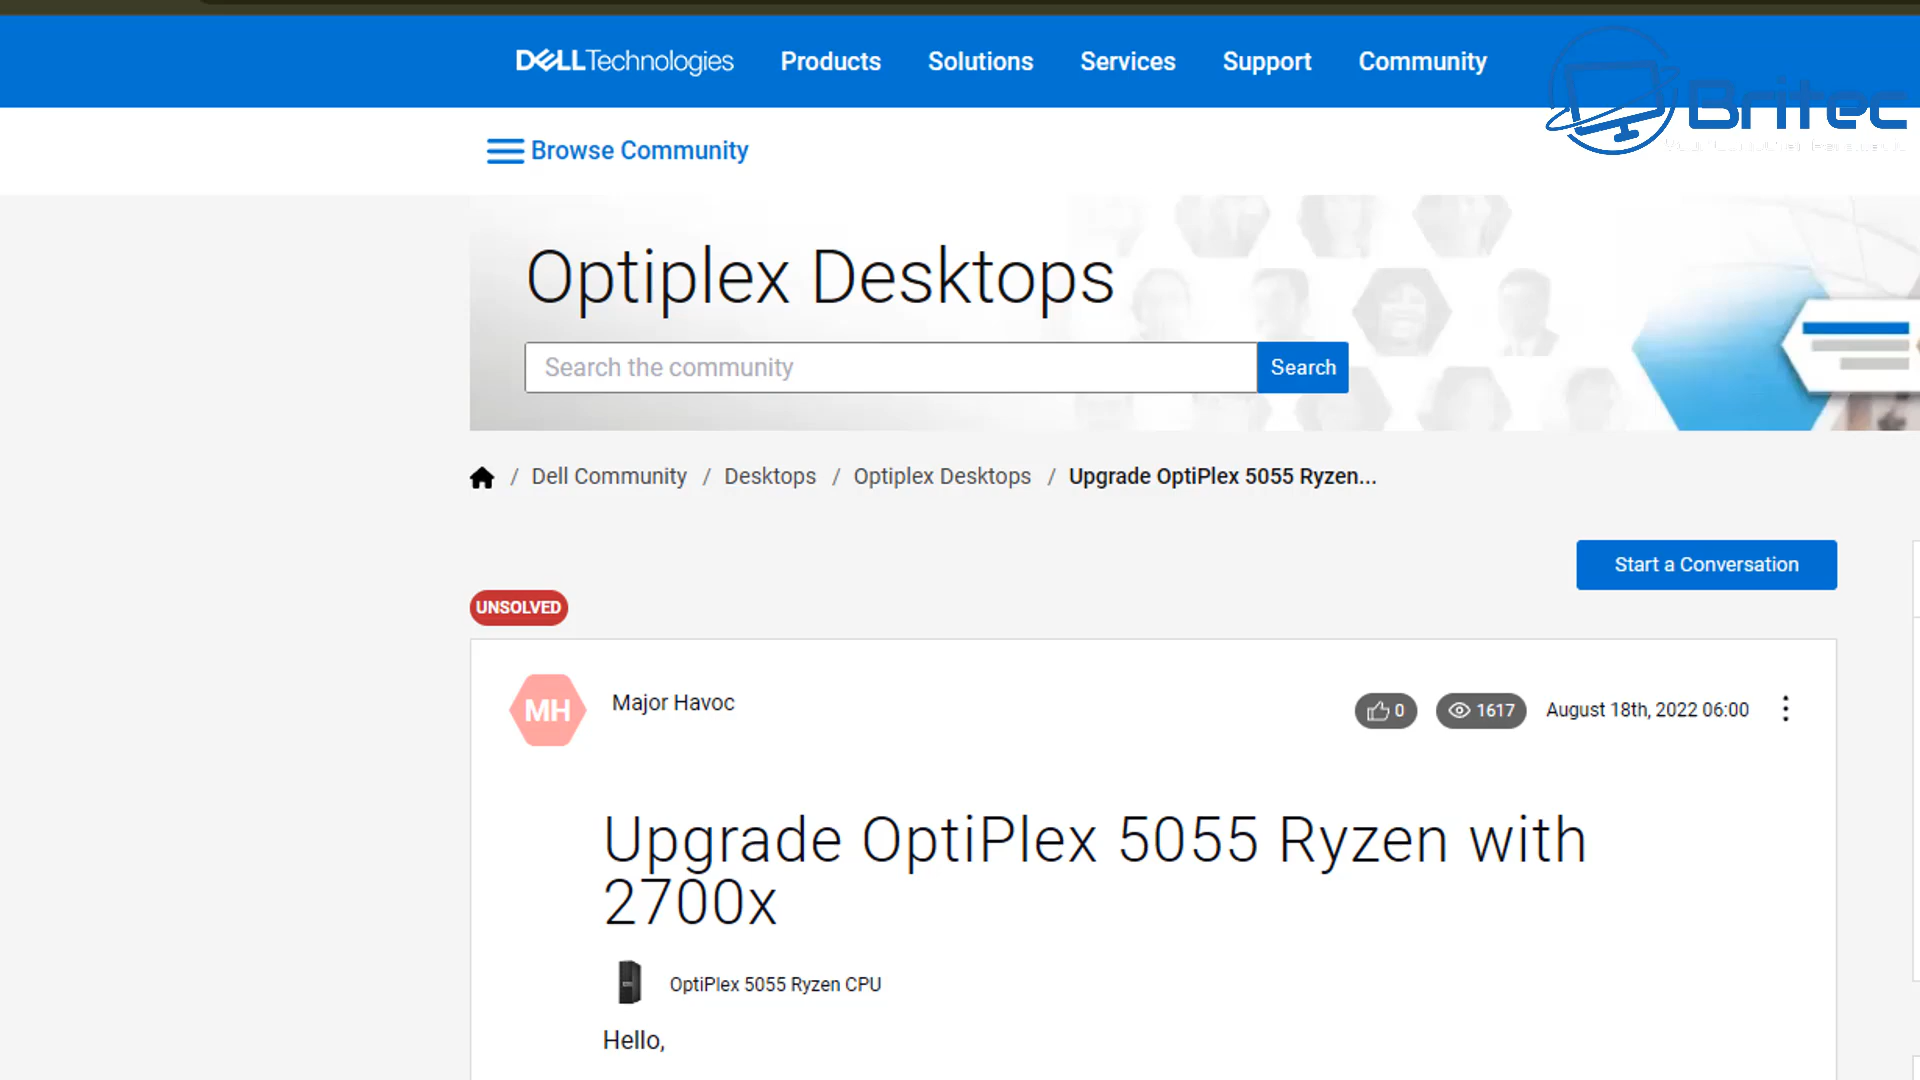 DELLTechnologies Products Solutions Services Support Community
Britec
Browse Community
Optiplex Desktops
Search the community Search
/ Dell Community / Desktops / Optiplex Desktops / Upgrade OptiPlex 5055 Ryzen...
Start a Conversation
UNSOLVED
MH Major Havoc 0 1617 August 18th, 2022 06:00
Upgrade OptiPlex 5055 Ryzen with
2700x
OptiPlex 5055 Ryzen CPU
Hello,